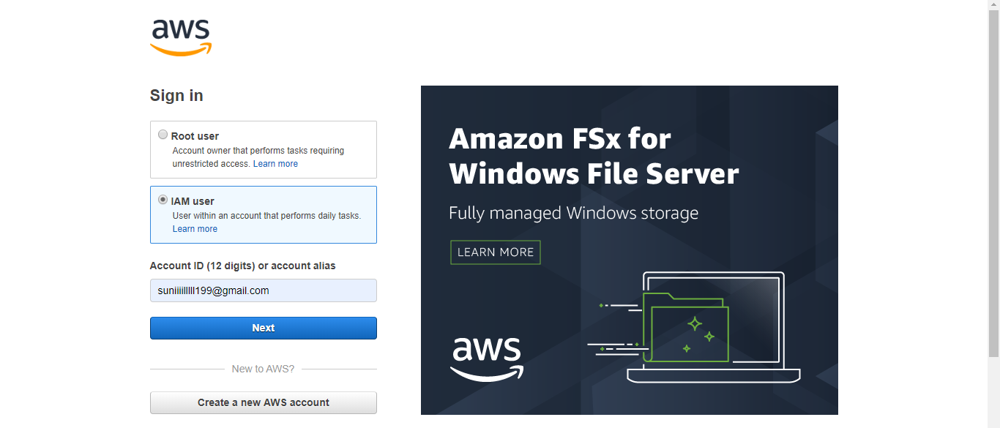 aws
Sign in
Root user
Account owner that performs tasks requiring
unrestricted access. Learn more
IAM user
User within an account that performs daily tasks.
Learn more
Account ID (12 digits) or account alias
suniiiilllll199@gmail.com
Next
New to AWS?
Create a new AWS account
Amazon FSx for
Windows File Server
Fully managed Windows storage
LEARN MORE
aws